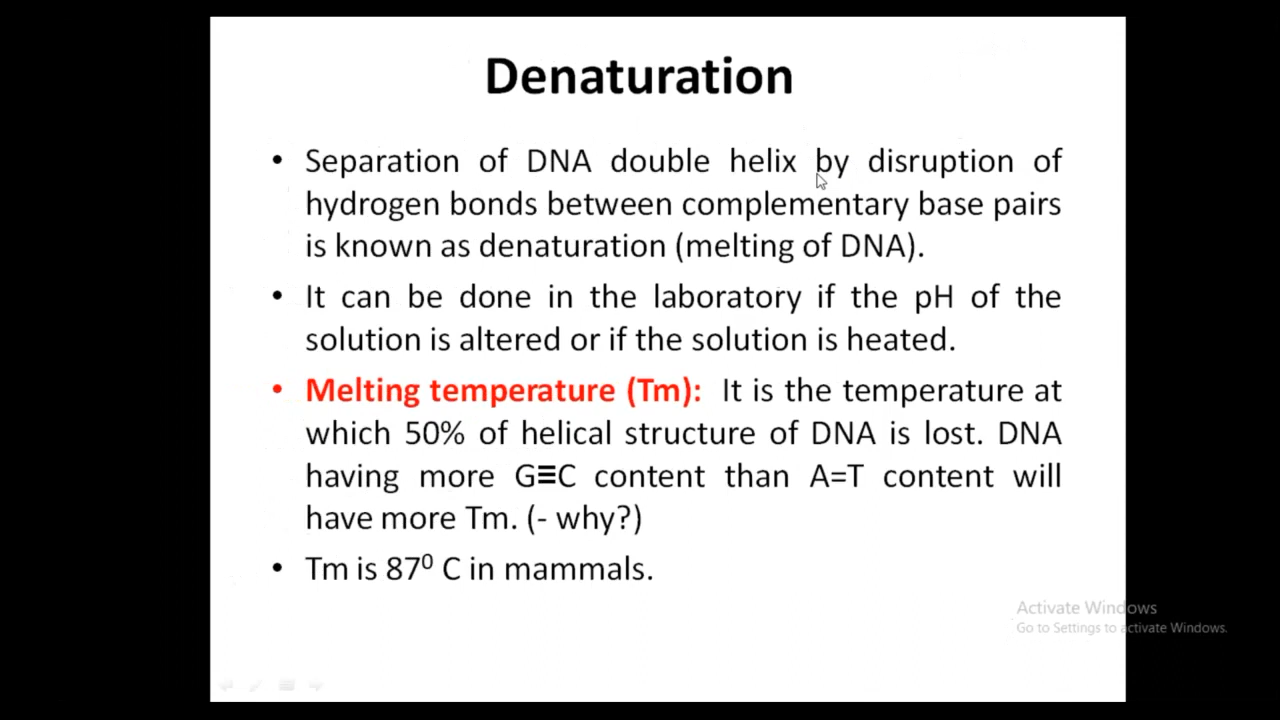 Denaturation
• Separation of DNA double helix by disruption of
hydrogen bonds between complementary base pairs
is known as denaturation (melting of DNA).
• It can be done in the laboratory if the pH of the
solution is altered or if the solution is heated.
• Melting temperature (Tm): It is the temperature at
which 50% of helical structure of DNA is lost. DNA
having more G≡C content than A=T content will
have more Tm. (- why?)
• Tm is 87⁰ C in mammals.
Activate Windows
Go to Settings to activate Windows.